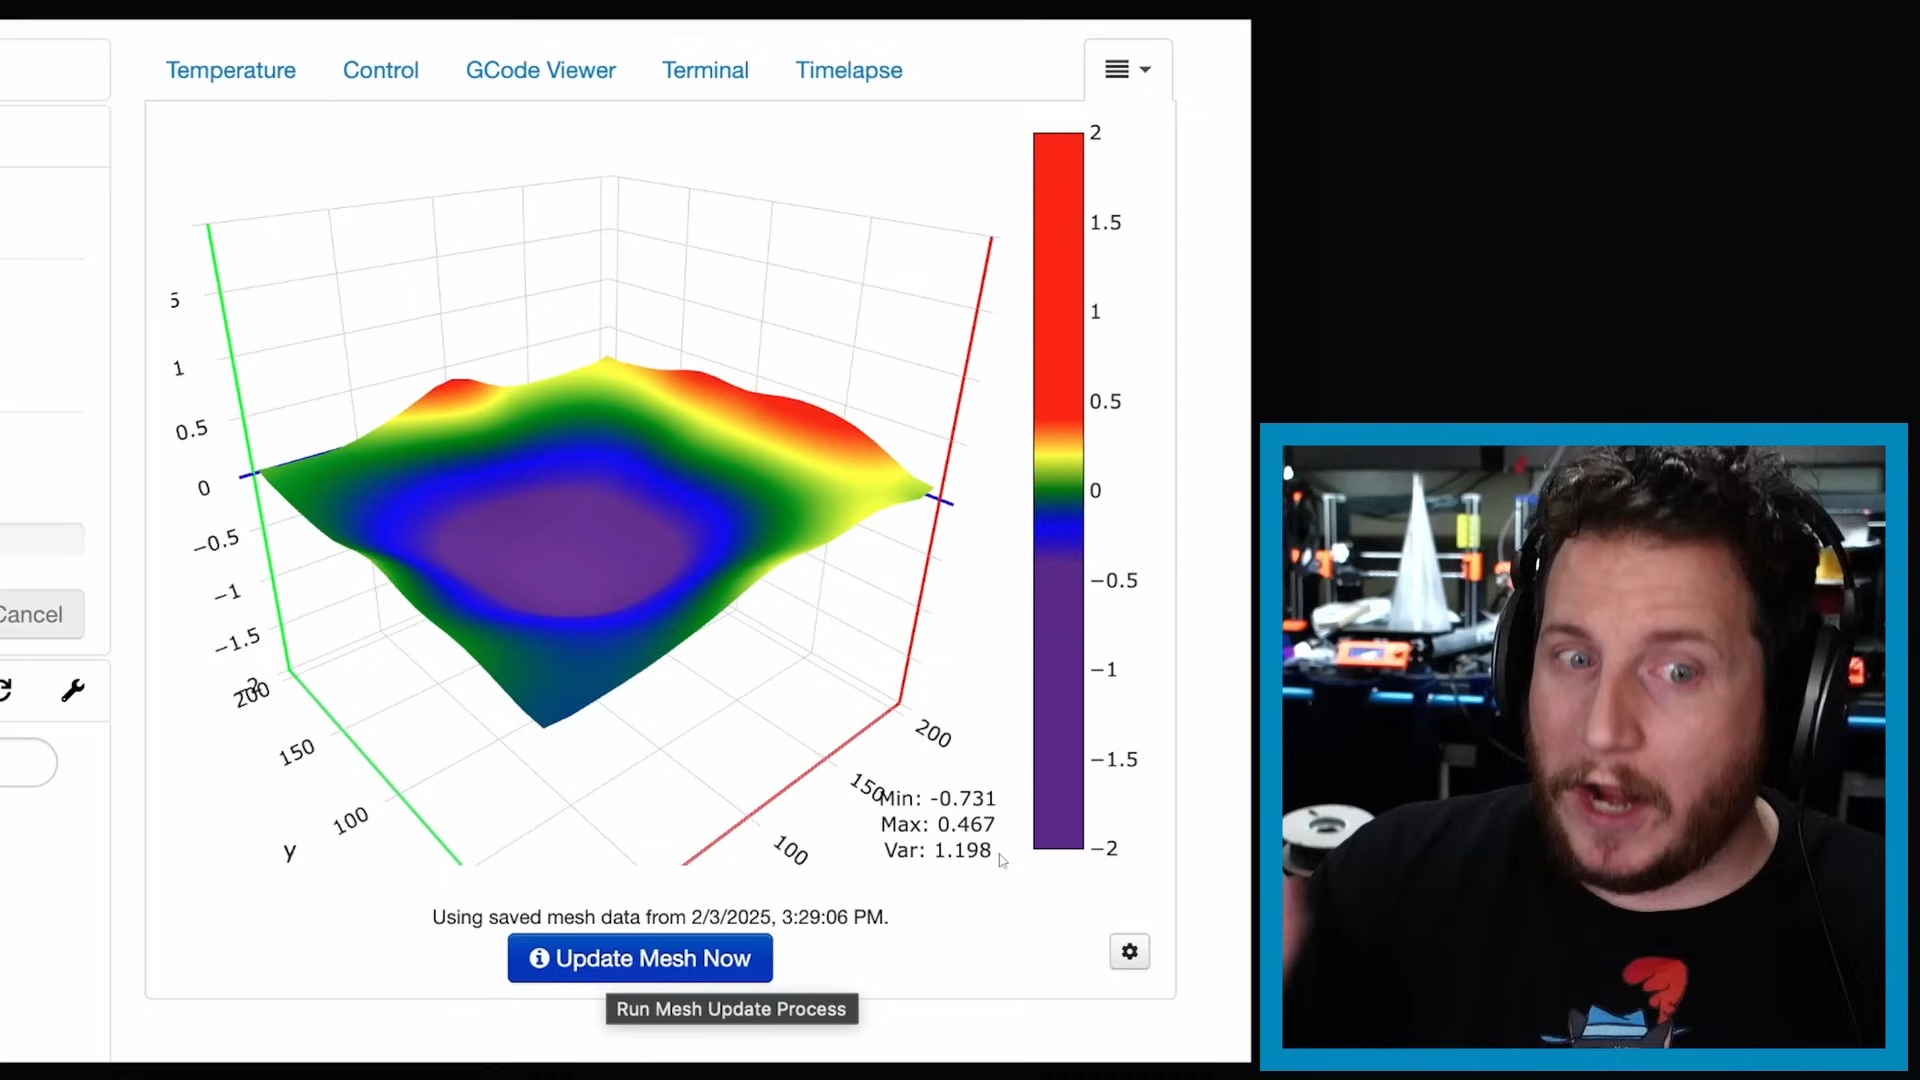 Temperature Control GCode Viewer Terminal Timelapse
2
1.5
1
0.5
0
−0.5
−1
−1.5
−2
5
1
0.5
0
−0.5
−1
−1.5
200
150
100
y
200
150
100
Min: -0.731
Max: 0.467
Var: 1.198
Cancel
Using saved mesh data from 2/3/2025, 3:29:06 PM.
Update Mesh Now
Run Mesh Update Process